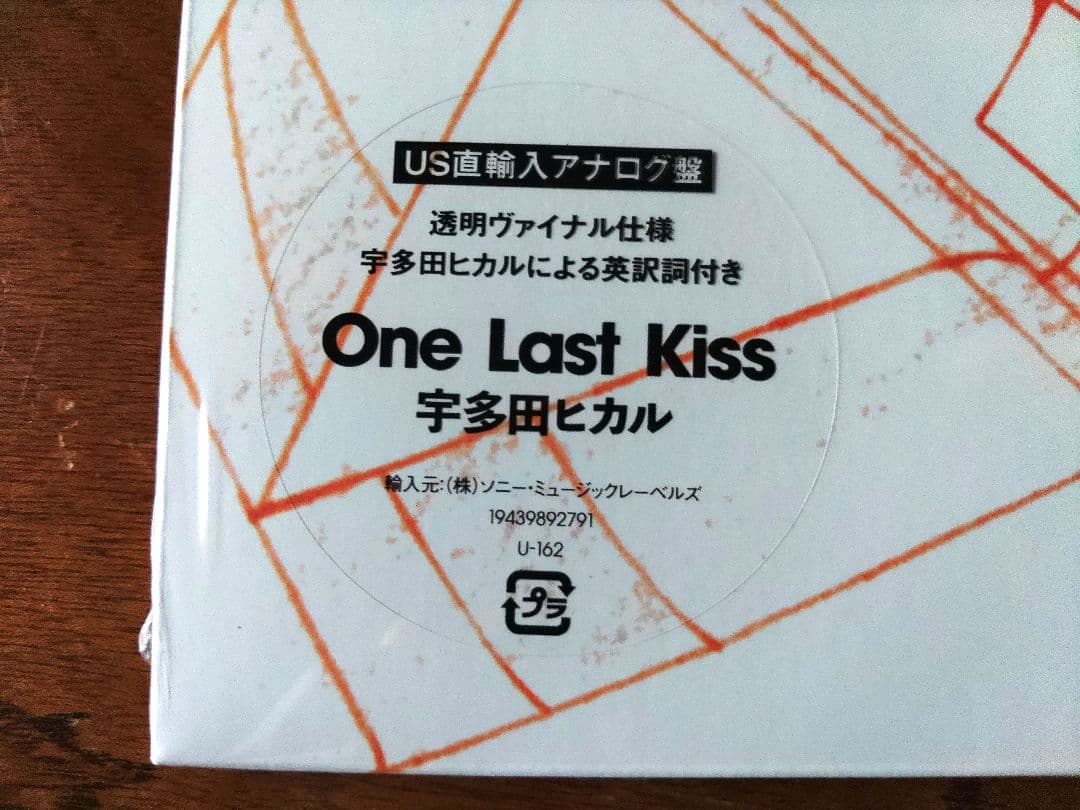 US直輸入アナログ盤
透明ヴァイナル仕様
宇多田ヒカルによる英訳詞付き
One Last Kiss
宇多田ヒカル
輸入元:(株)ソニー・ミュージックレーベルズ
19439892791
U-162
プラ